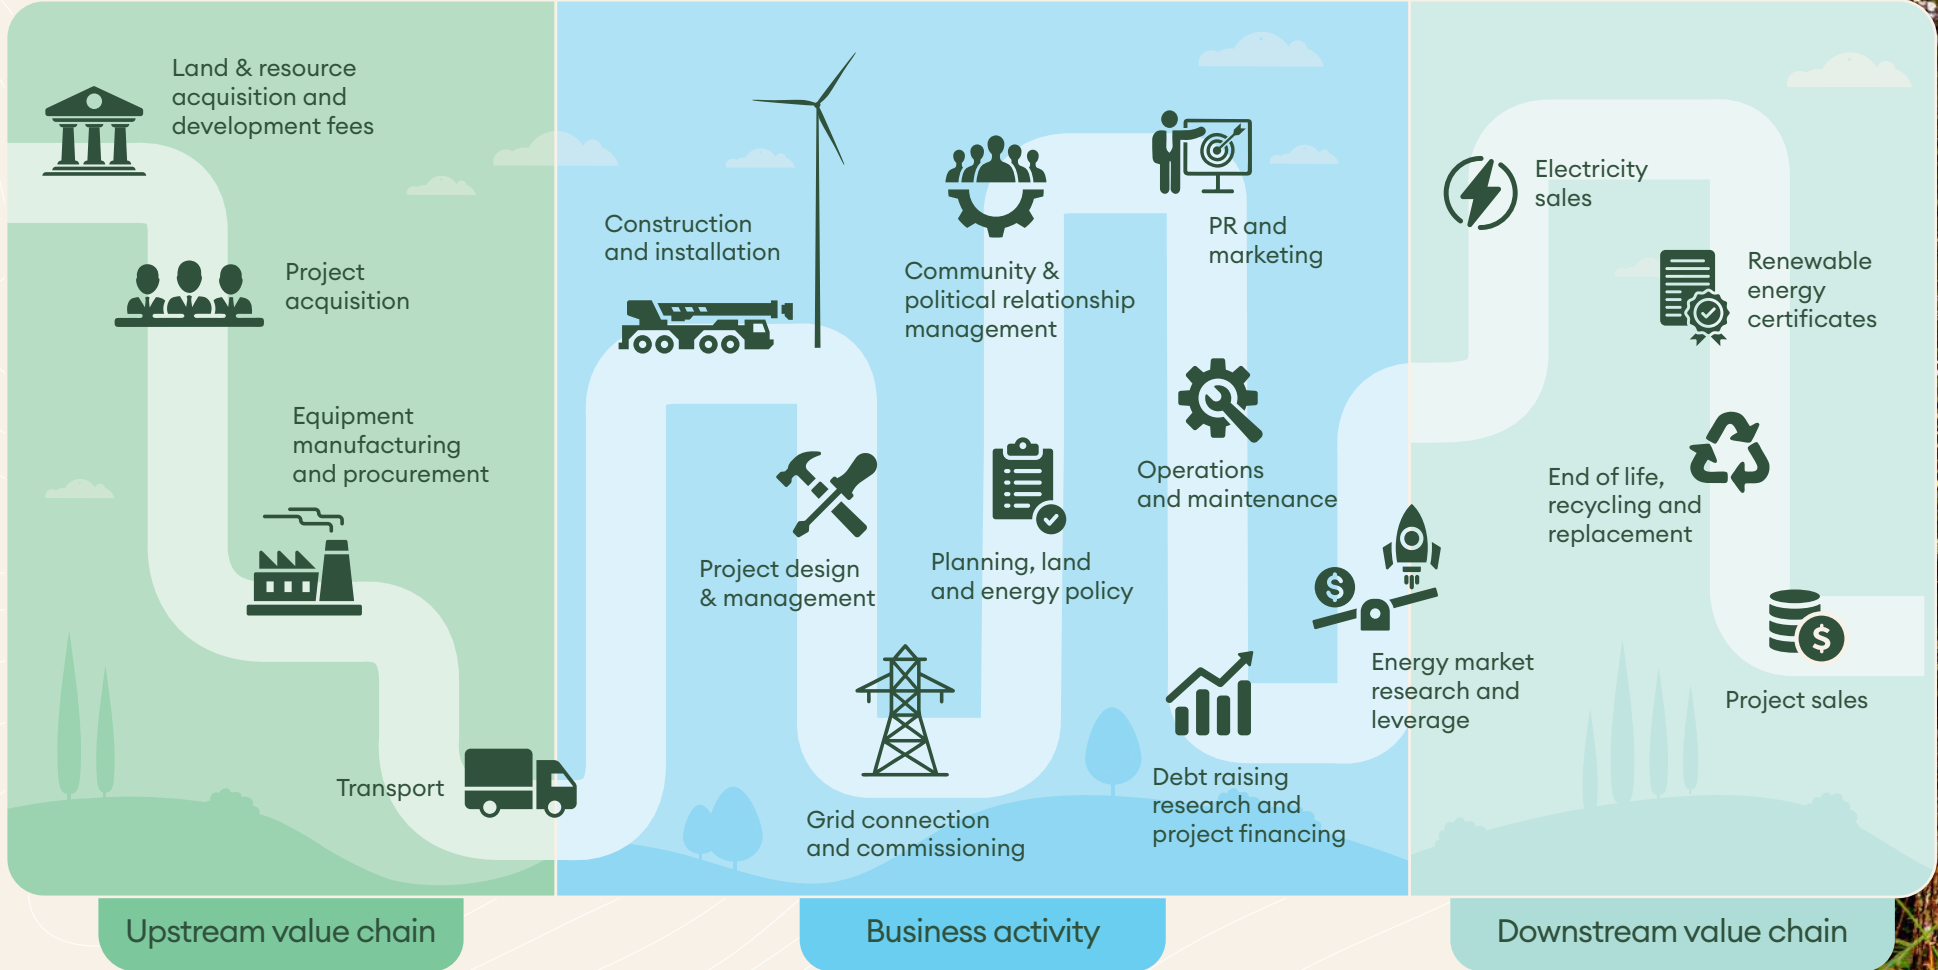 Land & resource
acquisition and
development fees
Project
acquisition
Equipment
manufacturing
and procurement
Transport
Construction
and installation
Project design
& management
Grid connection
and commissioning
Planning, land
and energy policy
Community &
political relationship
management
PR and
marketing
Operations
and maintenance
Debt raising
research and
project financing
Energy market
research and
leverage
Electricity
sales
Renewable
energy
certificates
End of life,
recycling and
replacement
Project sales
Upstream value chain
Business activity
Downstream value chain